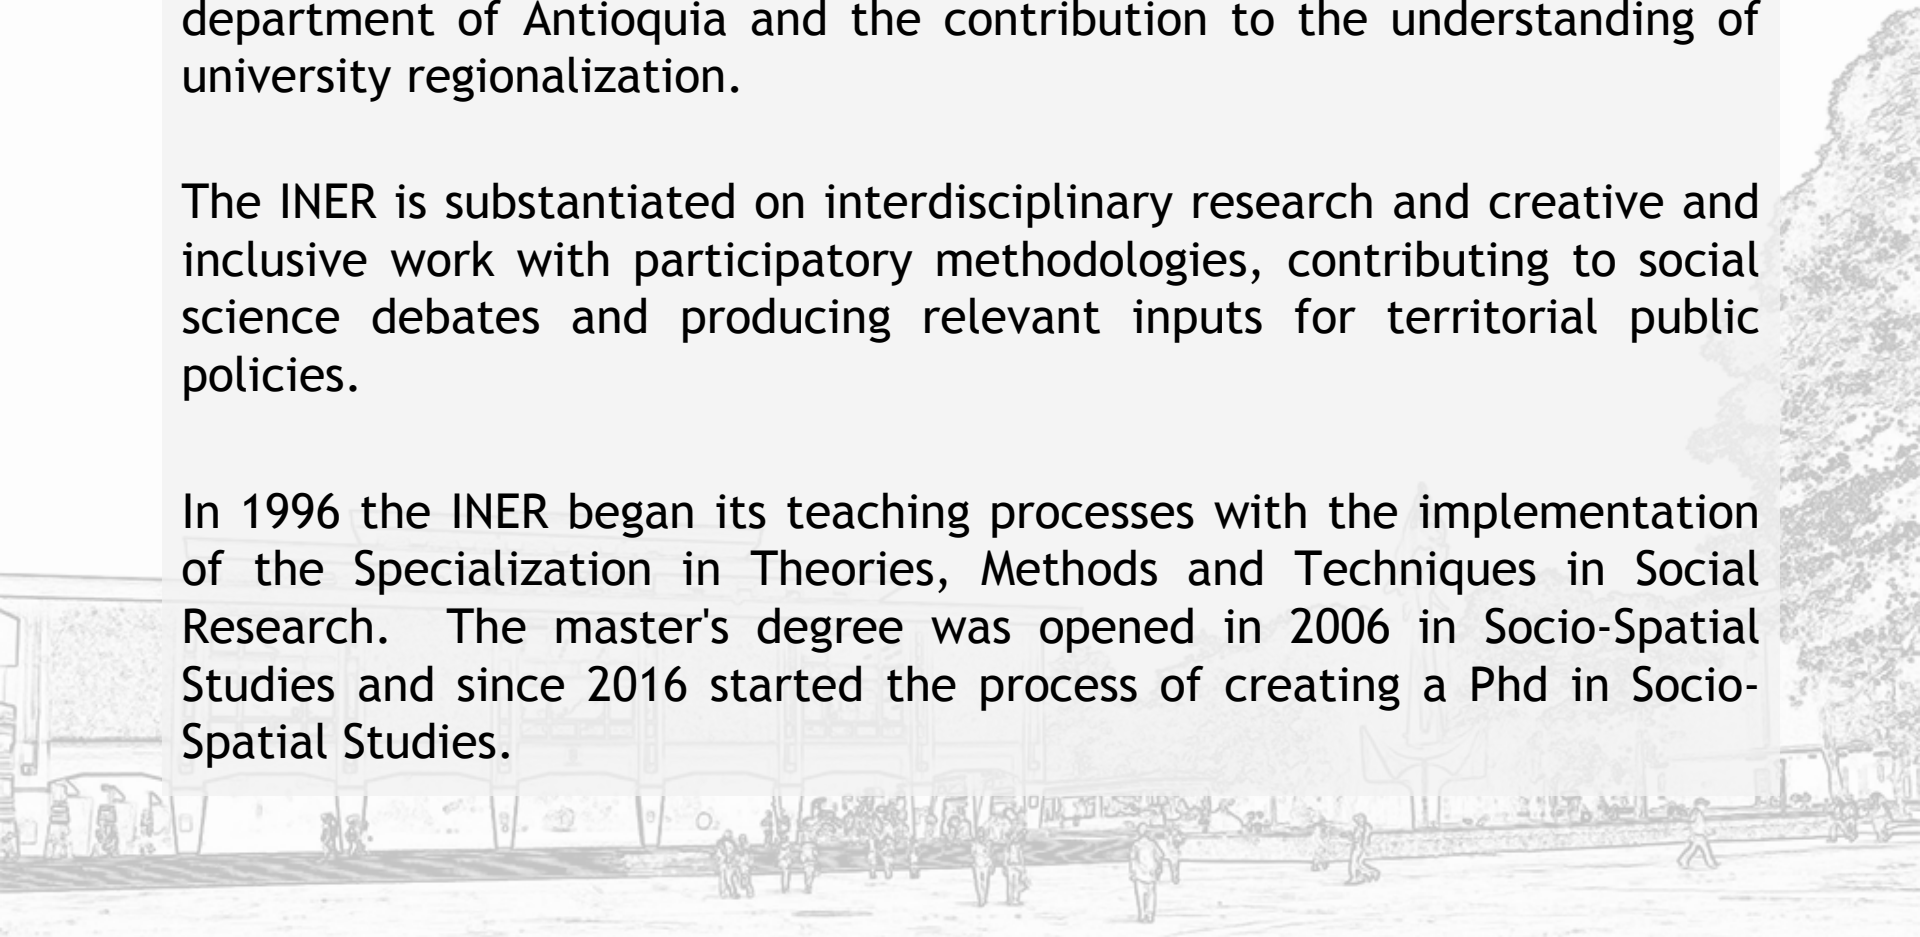 department of Antioquia and the contribution to the understanding of
university regionalization.
The INER is substantiated on interdisciplinary research and creative and
inclusive work with participatory methodologies, contributing to social
science debates and producing relevant inputs for territorial public
policies.
In 1996 the INER began its teaching processes with the implementation
of the Specialization in Theories, Methods and Techniques in Social
Research.  The master's degree was opened in 2006 in Socio-Spatial
Studies and since 2016 started the process of creating a Phd in Socio-
Spatial Studies.